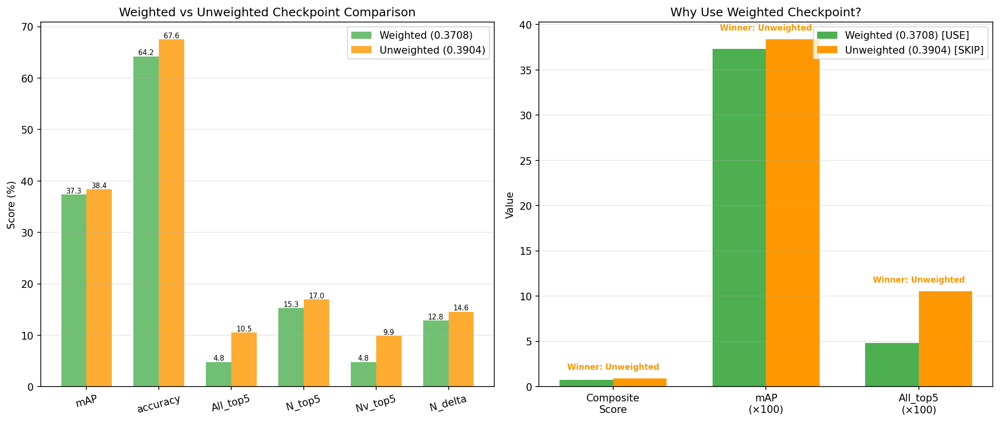 Weighted vs Unweighted Checkpoint Comparison
Score (%)
70
60
50
40
30
20
10
0
Weighted (0.3708)
Unweighted (0.3904)
37.3
38.4
64.2
67.6
4.8
10.5
15.3
17.0
4.8
9.9
12.8
14.6
mAP
accuracy
All_top5
N_top5
Nv_top5
N_delta
Why Use Weighted Checkpoint?
Value
40
35
30
25
20
15
10
5
0
Weighted (0.3708) [USE]
Unweighted (0.3904) [SKIP]
Winner: Unweighted
Winner: Unweighted
Winner: Unweighted
Composite
Score
mAP
(×100)
All_top5
(×100)